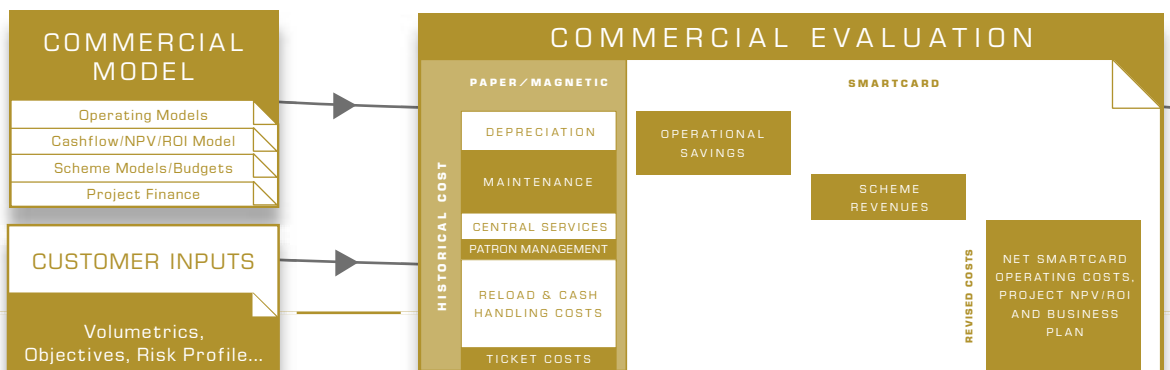 COMMERCIAL
MODEL
Operating Models
Cashflow/NPV/ROI Model
Scheme Models/Budgets
Project Finance
CUSTOMER INPUTS
Volumetrics,
Objectives, Risk Profile...
COMMERCIAL EVALUATION
PAPER/MAGNETIC
HISTORICAL COST
DEPRECIATION
MAINTENANCE
CENTRAL SERVICES
PATRON MANAGEMENT
RELOAD & CASH
HANDLING COSTS
TICKET COSTS
SMARTCARD
OPERATIONAL
SAVINGS
SCHEME
REVENUES
REVISED COSTS
NET SMARTCARD
OPERATING COSTS,
PROJECT NPV/ROI
AND BUSINESS
PLAN